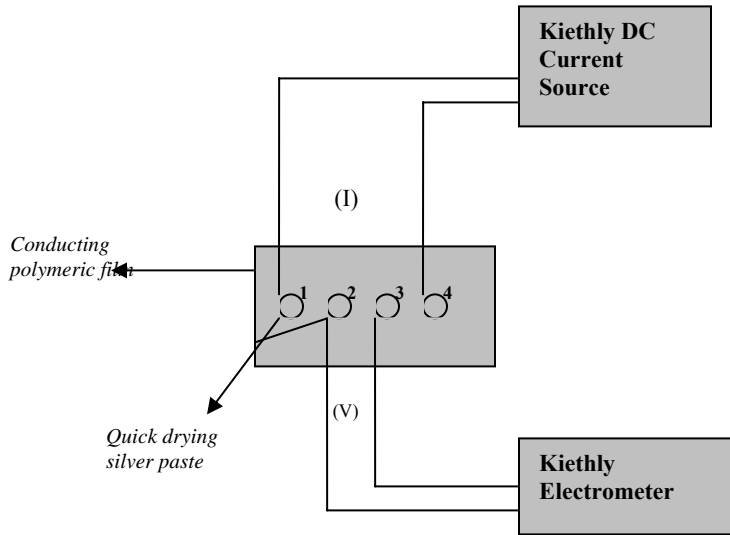 Kiethly DC
Current
Source
(I)
Conducting
polymeric film
1 2 3 4
(V)
Quick drying
silver paste
Kiethly
Electrometer